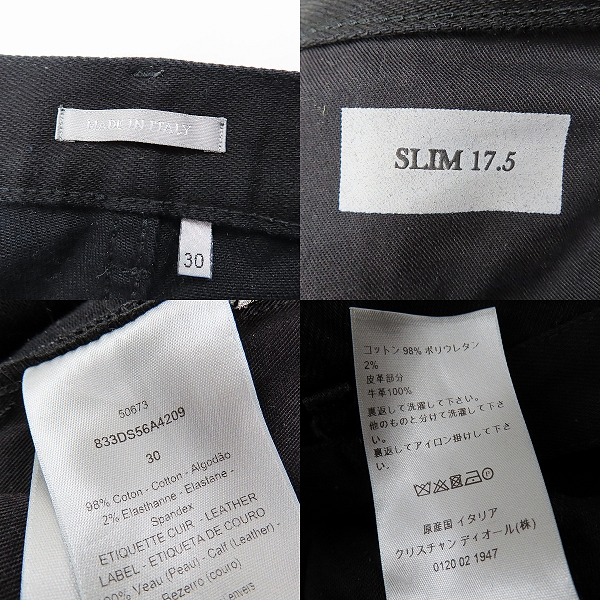 MADE IN ITALY
30
SLIM 17.5
50673
833DS56A4209
30
98% Coton - Cotton - Algodão
2% Elasthanne - Elastane -
Spandex
ETIQUETTE CUIR - LEATHER
LABEL - ETIQUETA DE COURO
100% Veau (Peau) - Calf (Leather) -
Bezerro (couro)
コットン 98% ポリウレタン
2%
皮革部分
牛革100%
裏返して洗濯して下さい。
他のものと分けて洗濯して下さい。
裏返してアイロン掛けして下さい。
原産国 イタリア
クリスチャン ディオール(株)
0120 02 1947